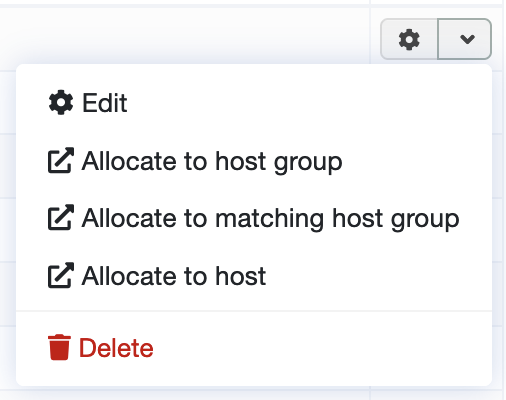 Edit
Allocate to host group
Allocate to matching host group
Allocate to host
Delete